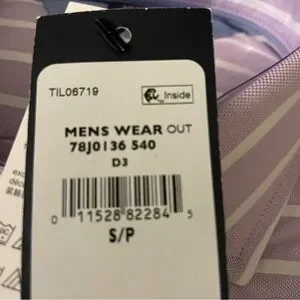 TIL06719
Inside
MENS WEAR OUT
78J0136 540
D3
0 11528 82284 5
S/P